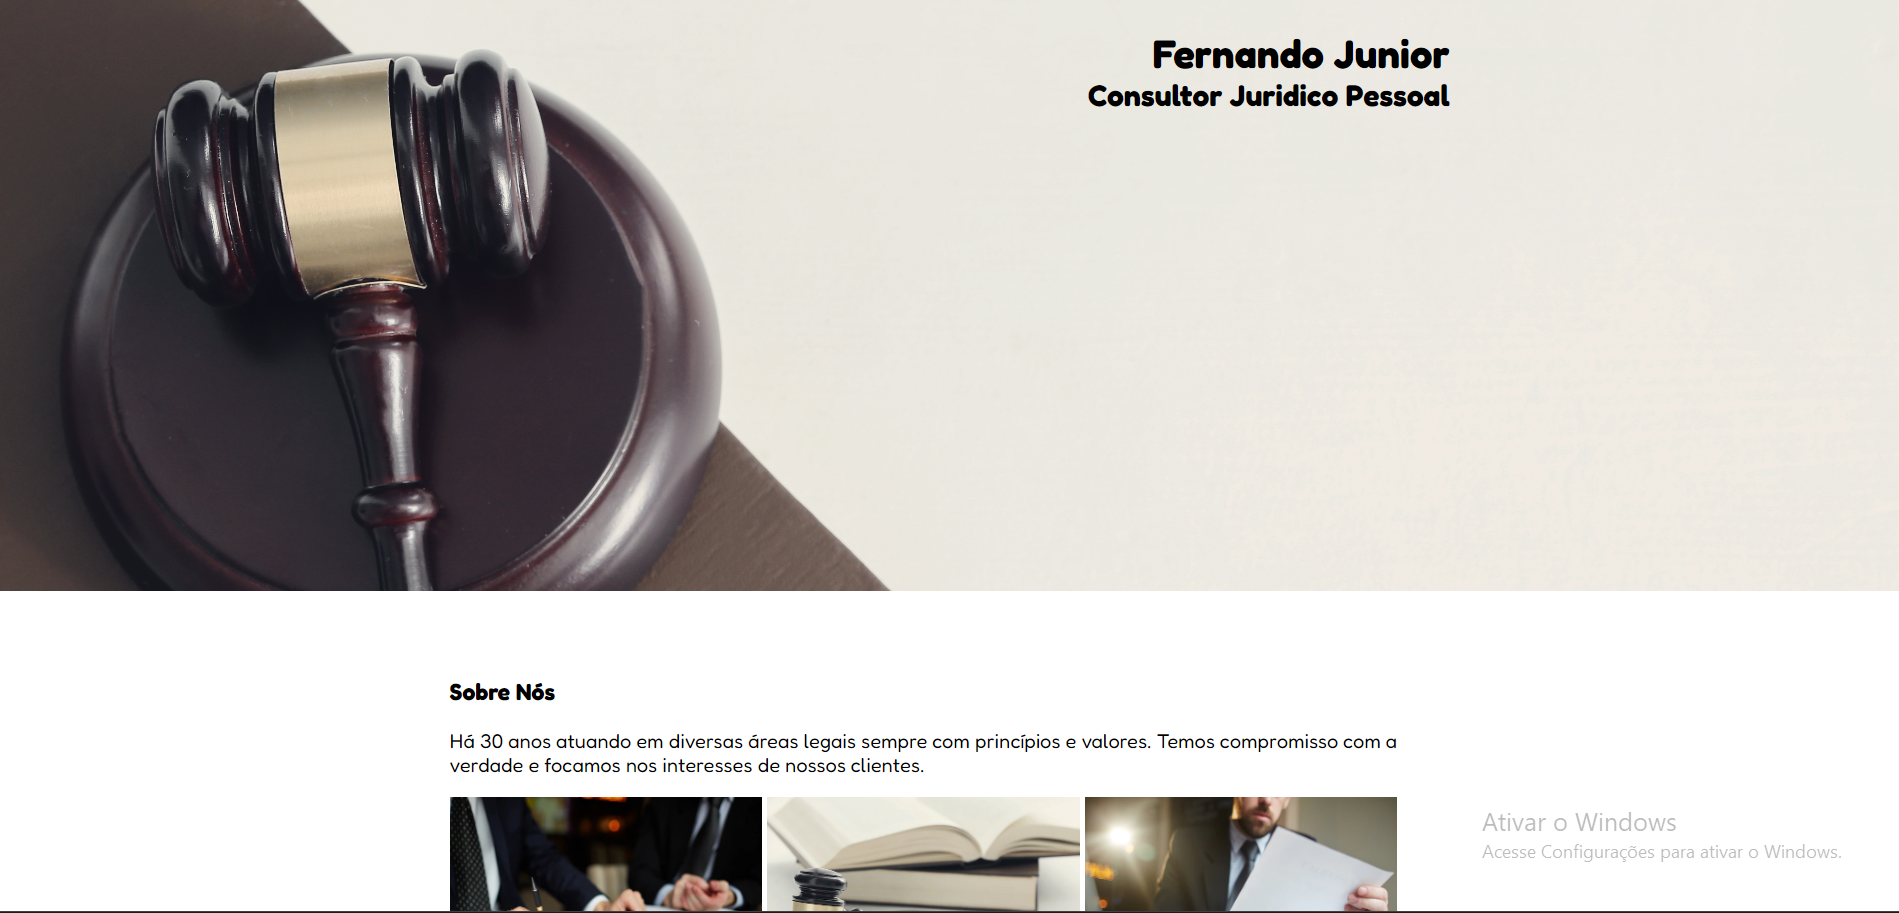 Fernando Junior
Consultor Juridico Pessoal
Sobre Nós
Há 30 anos atuando em diversas áreas legais sempre com princípios e valores. Temos compromisso com a
verdade e focamos nos interesses de nossos clientes.
Ativar o Windows
Acesse Configurações para ativar o Windows.